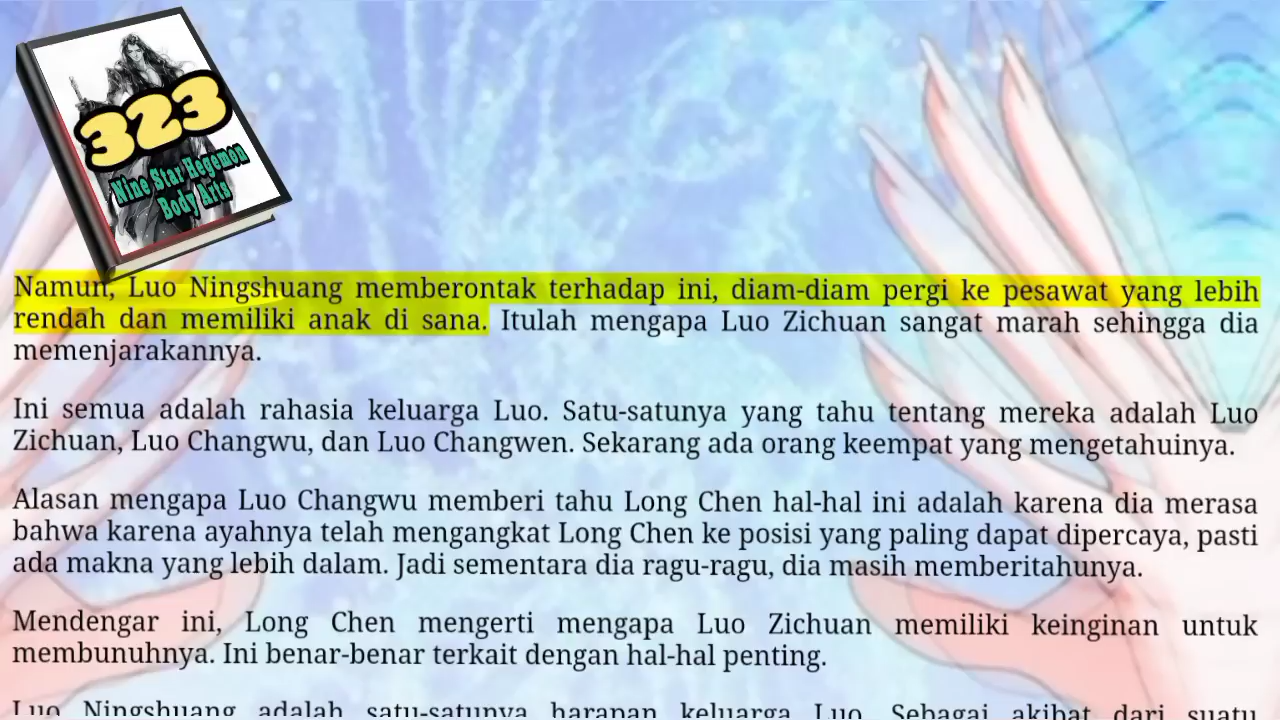 323
Nine Star Hegemon
Body Arts
Namun, Luo Ningshuang memberontak terhadap ini, diam-diam pergi ke pesawat yang lebih
rendah dan memiliki anak di sana. Itulah mengapa Luo Zichuan sangat marah sehingga dia
memenjarakannya.
Ini semua adalah rahasia keluarga Luo. Satu-satunya yang tahu tentang mereka adalah Luo
Zichuan, Luo Changwu, dan Luo Changwen. Sekarang ada orang keempat yang mengetahuinya.
Alasan mengapa Luo Changwu memberi tahu Long Chen hal-hal ini adalah karena dia merasa
bahwa karena ayahnya telah mengangkat Long Chen ke posisi yang paling dapat dipercaya, pasti
ada makna yang lebih dalam. Jadi sementara dia ragu-ragu, dia masih memberitahunya.
Mendengar ini, Long Chen mengerti mengapa Luo Zichuan memiliki keinginan untuk
membunuhnya. Ini benar-benar terkait dengan hal-hal penting.
Luo Ningshuang adalah satu-satunya harapan keluarga Luo. Sebagai akibat dari suatu